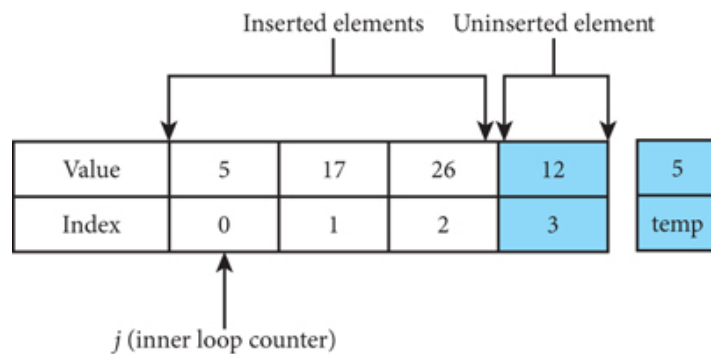 Inserted elements Uninserted element
Value 5 17 26 12 5
Index 0 1 2 3 temp
j (inner loop counter)